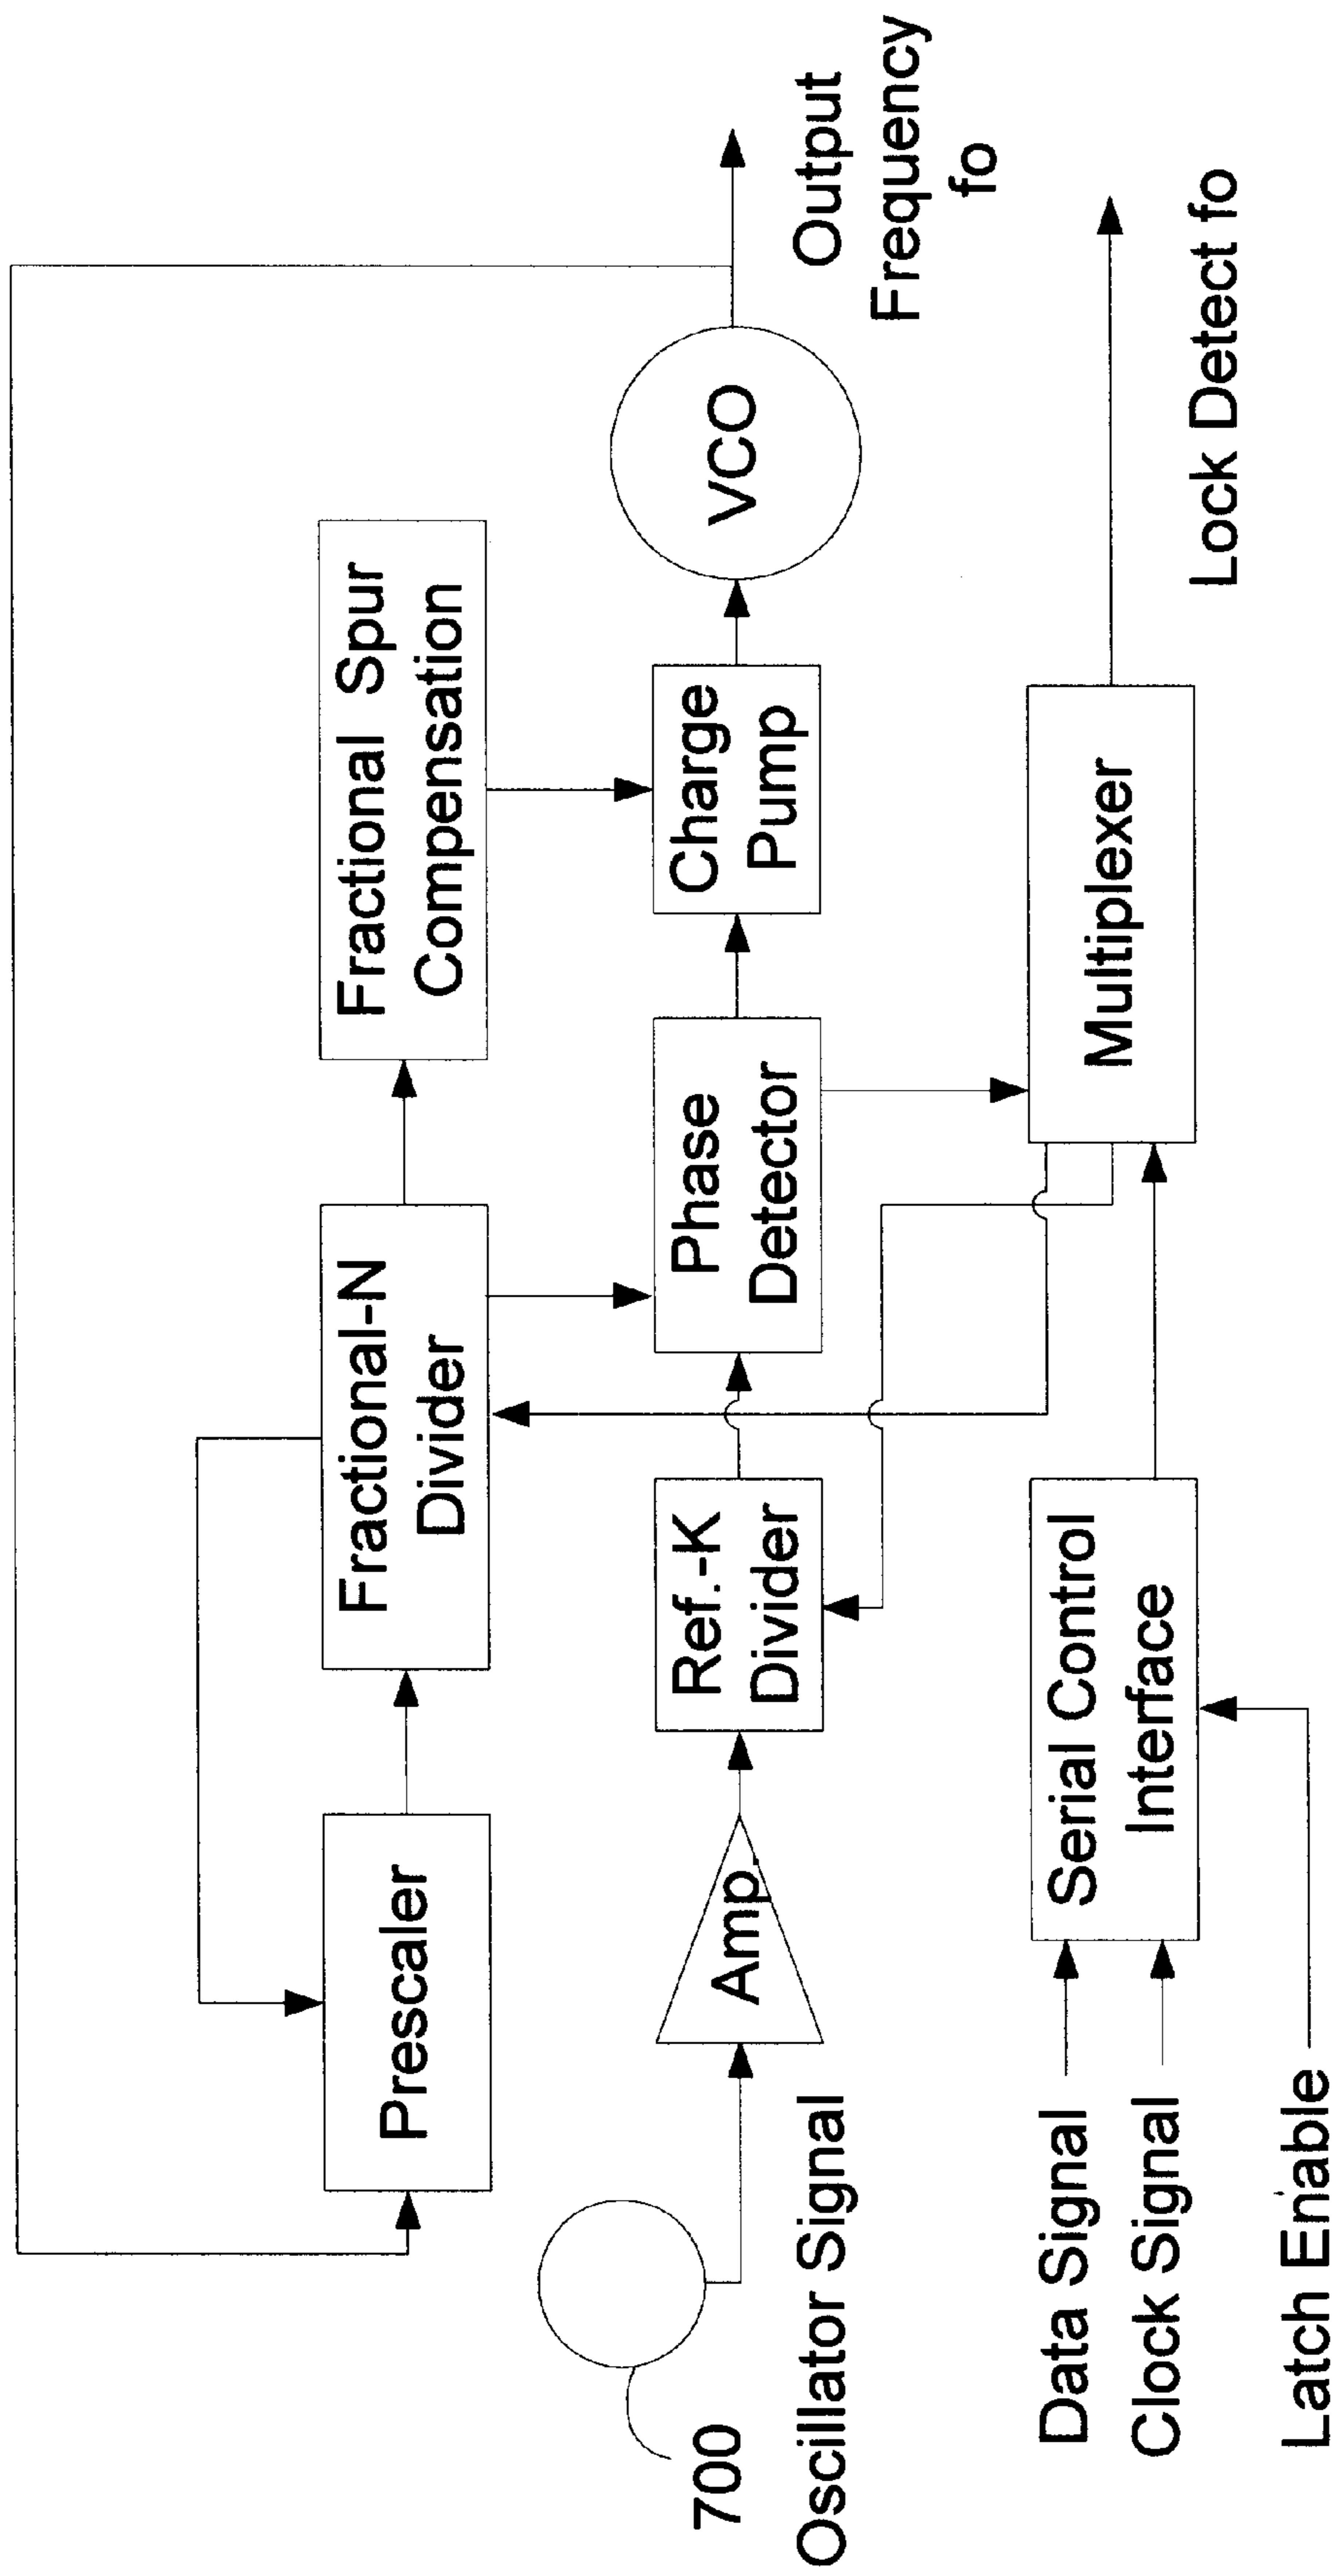 Prescaler
Fractional-N
Divider
Fractional Spur
Compensation
700
Oscillator Signal
Amp.
Ref.-K
Divider
Phase
Detector
Charge
Pump
VCO
Output
Frequency
fo
Data Signal
Clock Signal
Latch Enable
Serial Control
Interface
Multiplexer
Lock Detect fo